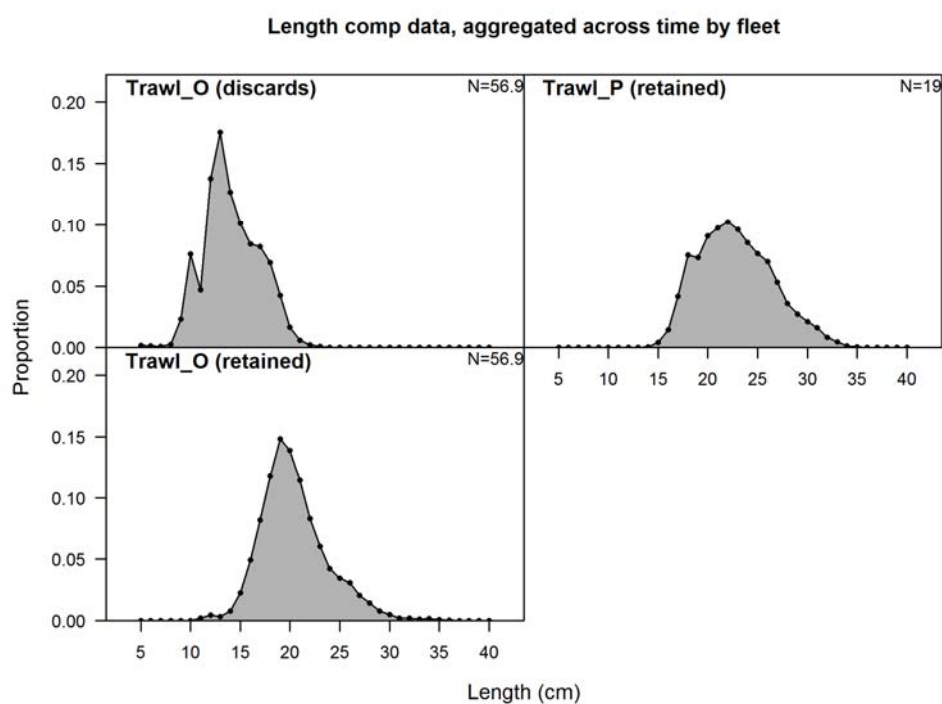 Length comp data, aggregated across time by fleet
Trawl_O (discards)
N=56.9
Trawl_P (retained)
N=19
0.20
0.15
0.10
0.05
0.00
Trawl_O (retained)
N=56.9
0.20
0.15
0.10
0.05
0.00
5 10 15 20 25 30 35 40
5 10 15 20 25 30 35 40
Proportion
Length (cm)